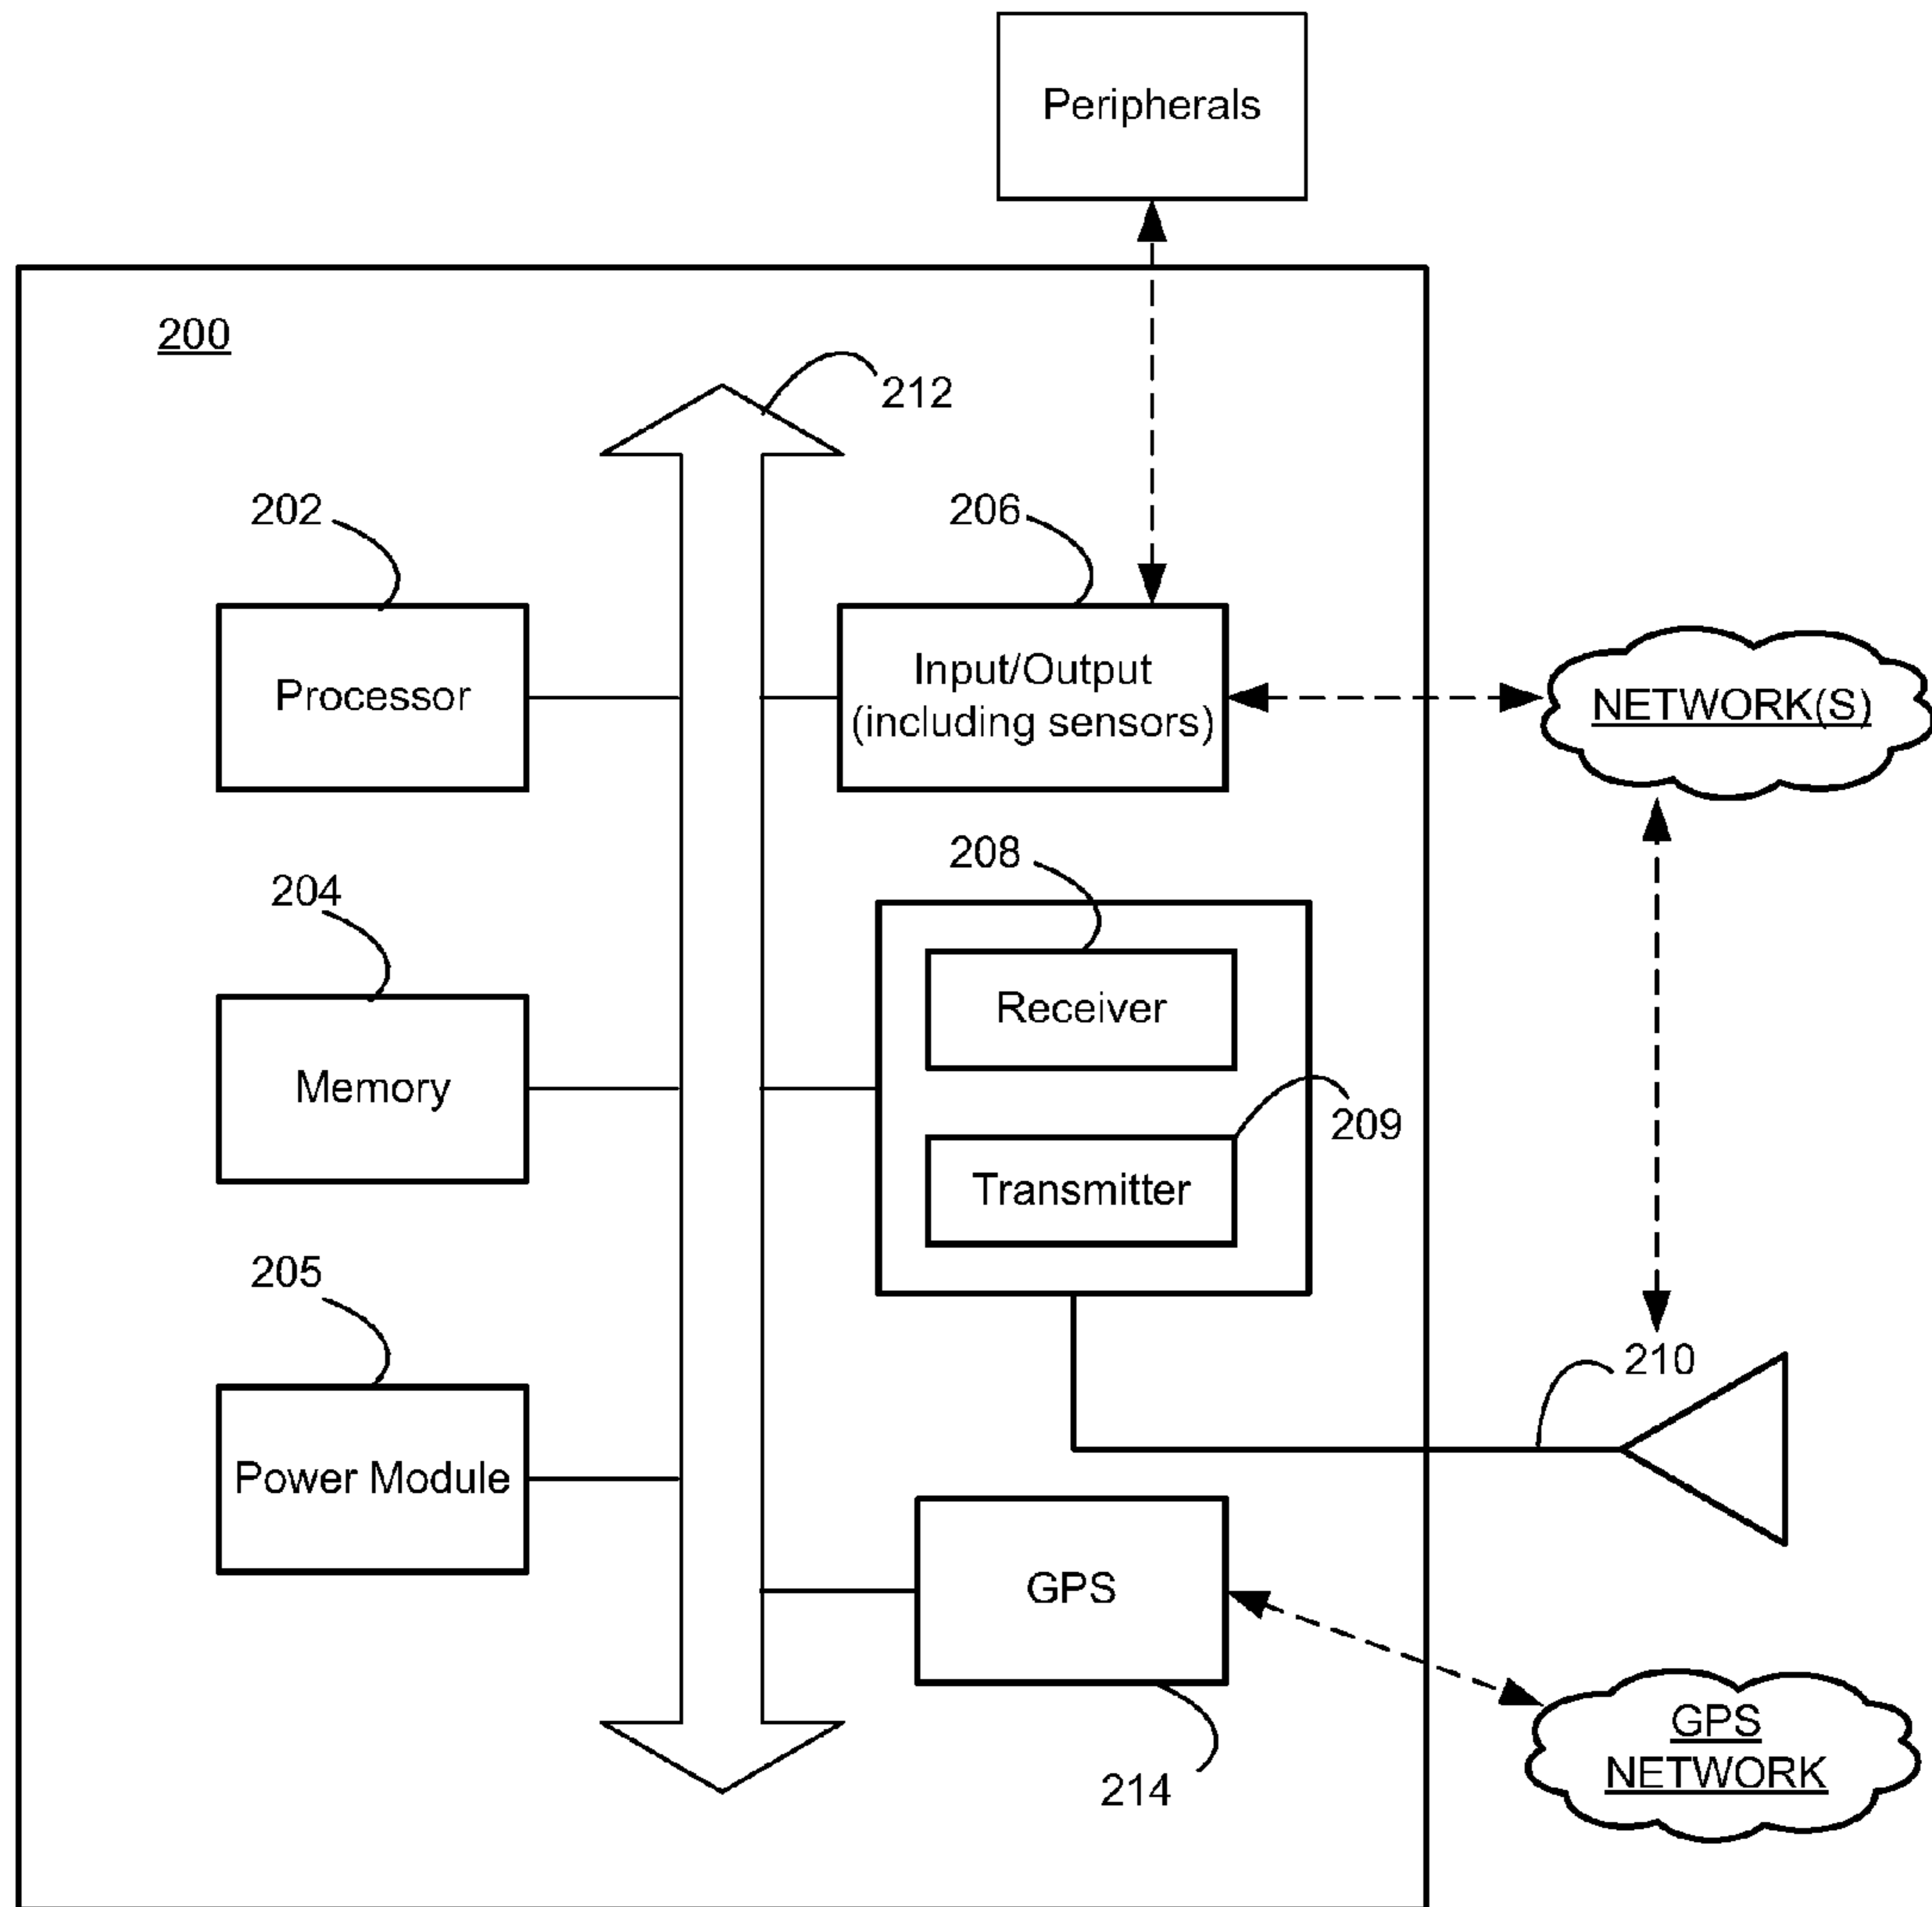 Peripherals
200
212
202
206
Processor
Input/Output
(including sensors)
NETWORK(S)
208
204
Receiver
Memory
209
Transmitter
205
210
Power Module
GPS
GPS
NETWORK
214